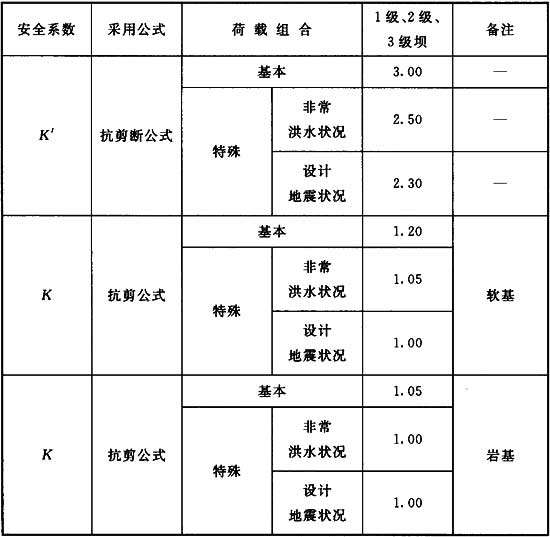 安全系数 采用公式 荷载组合 1级、2级、3级坝 备注
K′ 抗剪断公式 基本 3.00 —
特殊 非常洪水状况 2.50 —
设计地震状况 2.30 —
K 抗剪公式 基本 1.20 软基
特殊 非常洪水状况 1.05
设计地震状况 1.00
K 抗剪公式 基本 1.05 岩基
特殊 非常洪水状况 1.00
设计地震状况 1.00